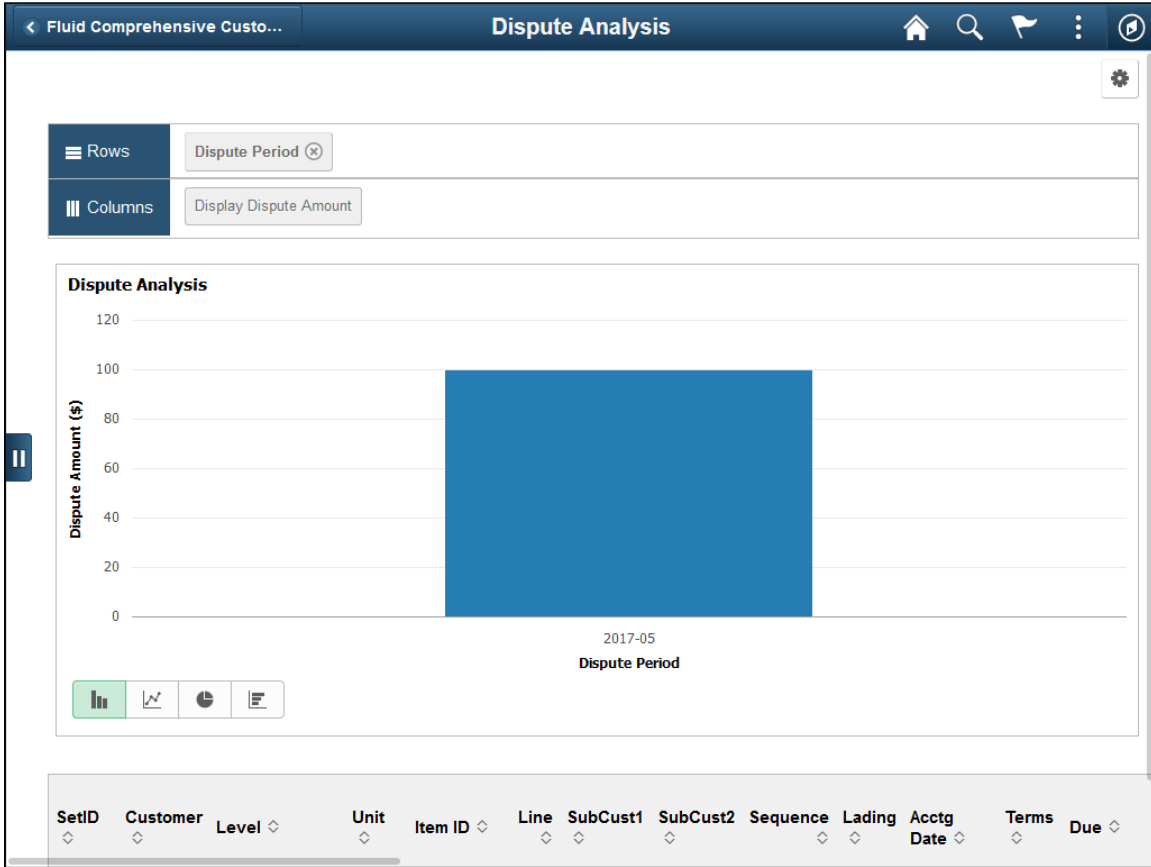 Fluid Comprehensive Custo...
Dispute Analysis
Rows
Dispute Period
Columns
Display Dispute Amount
Dispute Analysis
120
100
80
60
40
20
0
Dispute Amount ($)
2017-05
Dispute Period
SetID Customer Level Unit Item ID Line SubCust1 SubCust2 Sequence Lading Acctg Date Terms Due